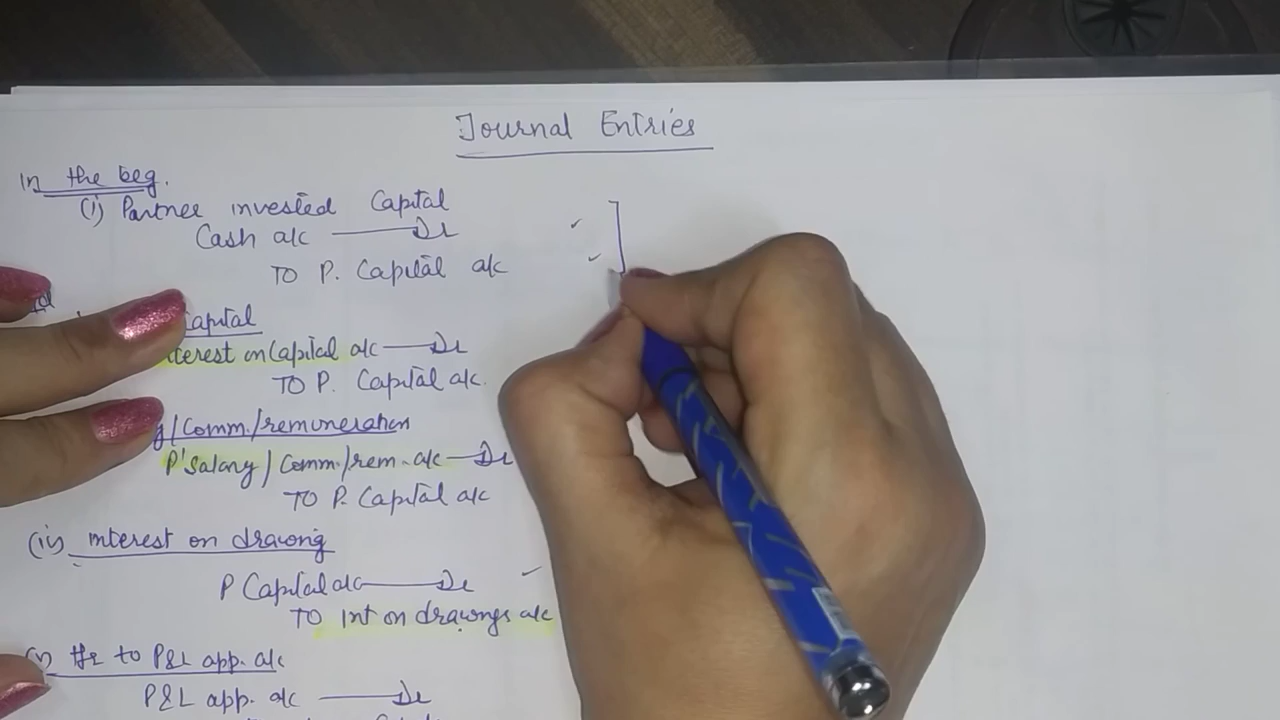 Journal Entries
In the beg.
(i) Partner invested Capital
Cash a/c Dr
TO P. Capital a/c
Capital
Interest on Capital a/c Dr
TO P. Capital a/c.
/Comm./remuneration
P'Salary / Comm./rem. a/c Dr
TO P. Capital a/c
(iv) interest on drawing
P Capital a/c Dr
TO Int on drawings a/c
(v) tfr to P&L app. a/c
P&L app. a/c Dr